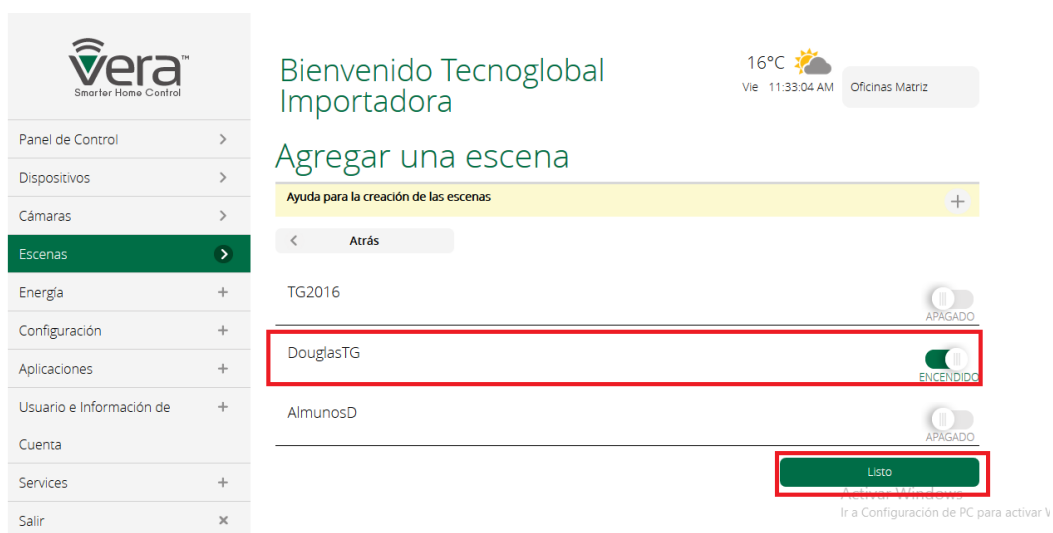 Vera™
Smarter Home Control
Panel de Control
Dispositivos
Cámaras
Escenas
Energía
Configuración
Aplicaciones
Usuario e Información de
Cuenta
Services
Salir
Bienvenido Tecnoglobal
Importadora
16°C
Vie 11:33:04 AM
Oficinas Matriz
Agregar una escena
Ayuda para la creación de las escenas
Atrás
TG2016
APAGADO
DouglasTG
ENCENDIDO
AlmunosD
APAGADO
Listo
Activar Windows
Ir a Configuración de PC para activar